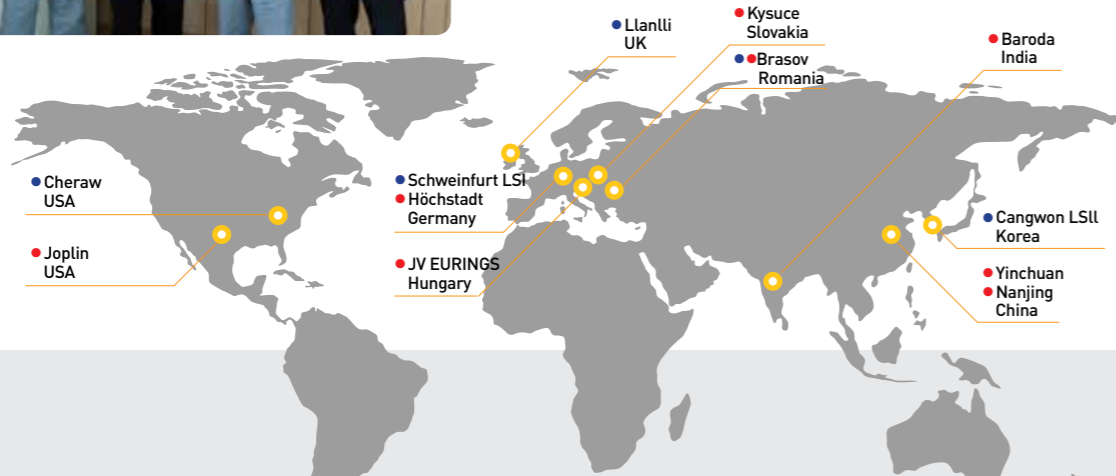 Llanlli
UK
Kysuce
Slovakia
Brasov
Romania
Baroda
India
Cheraw
USA
Schweinfurt LSI
Höchstadt
Germany
Joplin
USA
JV EURINGS
Hungary
Cangwon LSll
Korea
Yinchuan
Nanjing
China